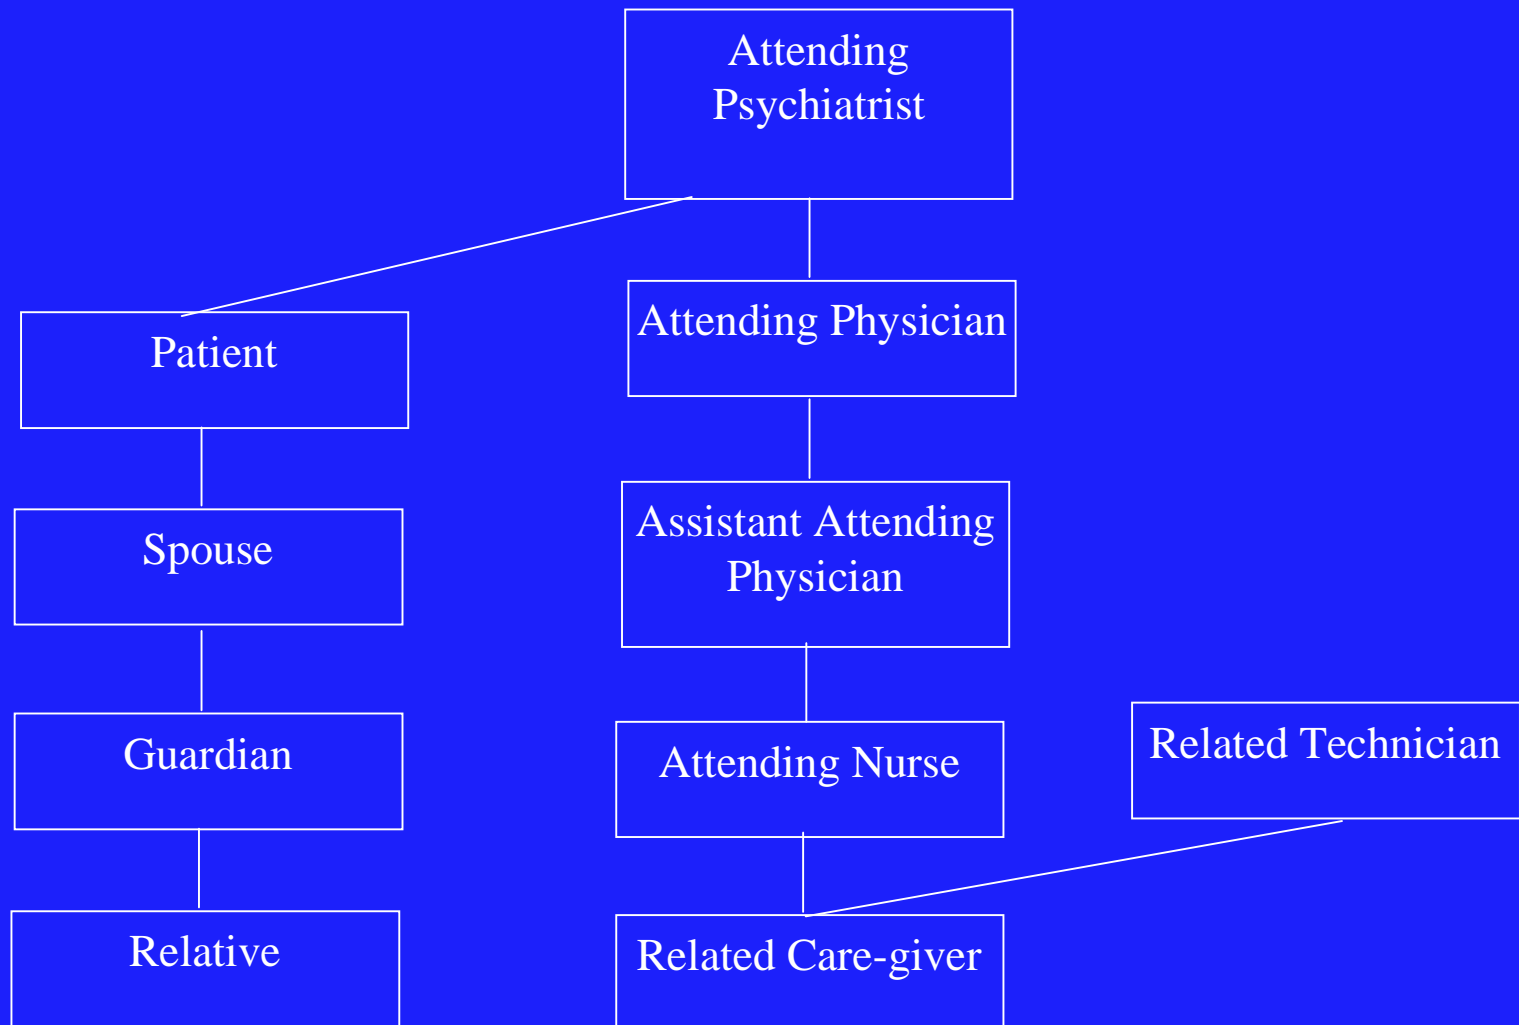 Attending
Psychiatrist
Attending Physician
Patient
Assistant Attending
Physician
Spouse
Related Technician
Guardian
Attending Nurse
Relative
Related Care-giver